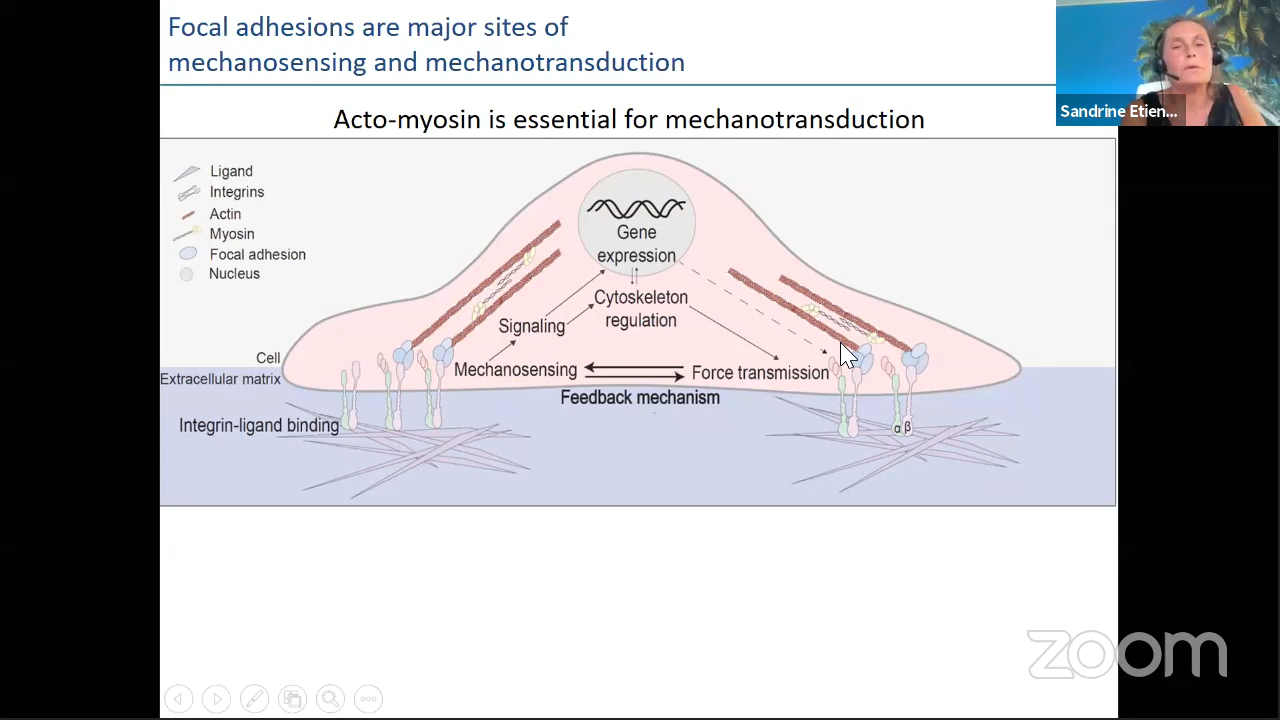 Focal adhesions are major sites of
mechanosensing and mechanotransduction
Sandrine Etien...
Acto-myosin is essential for mechanotransduction
Ligand
Integrins
Actin
Myosin
Focal adhesion
Nucleus
Gene
expression
Cytoskeleton
regulation
Signaling
Mechanosensing
Force transmission
Feedback mechanism
Cell
Extracellular matrix
Integrin-ligand binding
α β
zoom